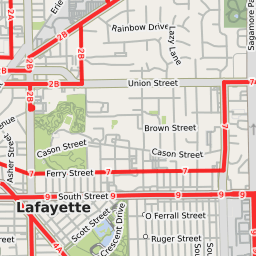 Erie
Rainbow Drive
Lazy Lane
Sagamore Pa
2B
2B
2B
2B
Union Street
7
7
Brown Street
Cason Street
Cason Street
Asher Street
Ferry Street
7
7
7
South Street
9
9
9
9
Lafayette
Scott Street
Crescent Drive
Ferrall Street
Ruger Street
4A